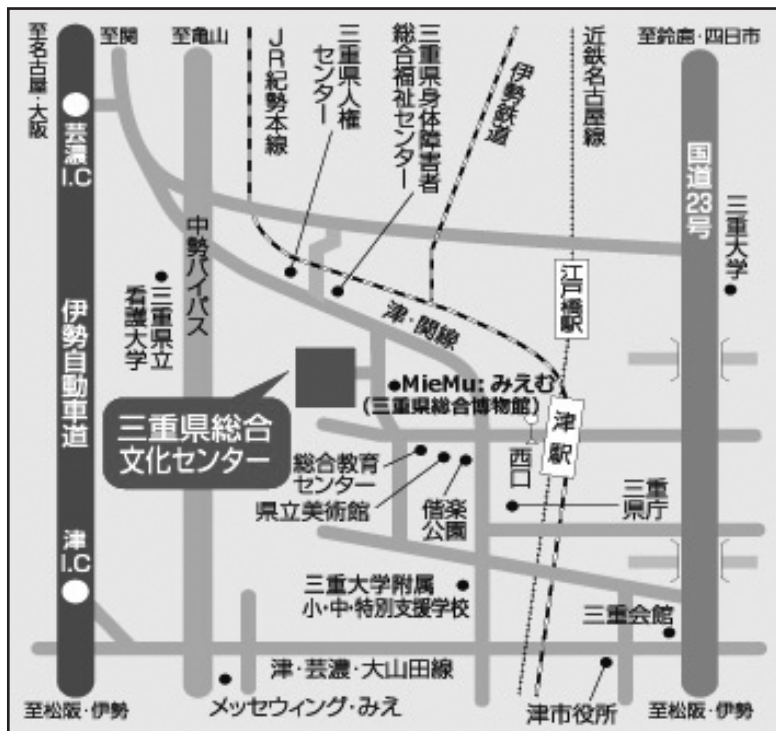 至名古屋・大阪
至関
至亀山
JR紀勢本線
三重県人権
センター
三重県身体障害者
総合福祉センター
伊勢鉄道
近鉄名古屋線
至鈴鹿・四日市
芸濃
I.C
国道23号
三重大学
中勢バイパス
三重県立
看護大学
江戸橋駅
伊勢自動車道
津・関線
MieMu: みえむ
(三重県総合博物館)
三重県総合
文化センター
津駅
西口
総合教育
センター
県立美術館
偕楽
公園
三重
県庁
津
I.C
三重大学附属
小・中・特別支援学校
三重会館
津・芸濃・大山田線
メッセウィング・みえ
津市役所
至松阪・伊勢
至松阪・伊勢